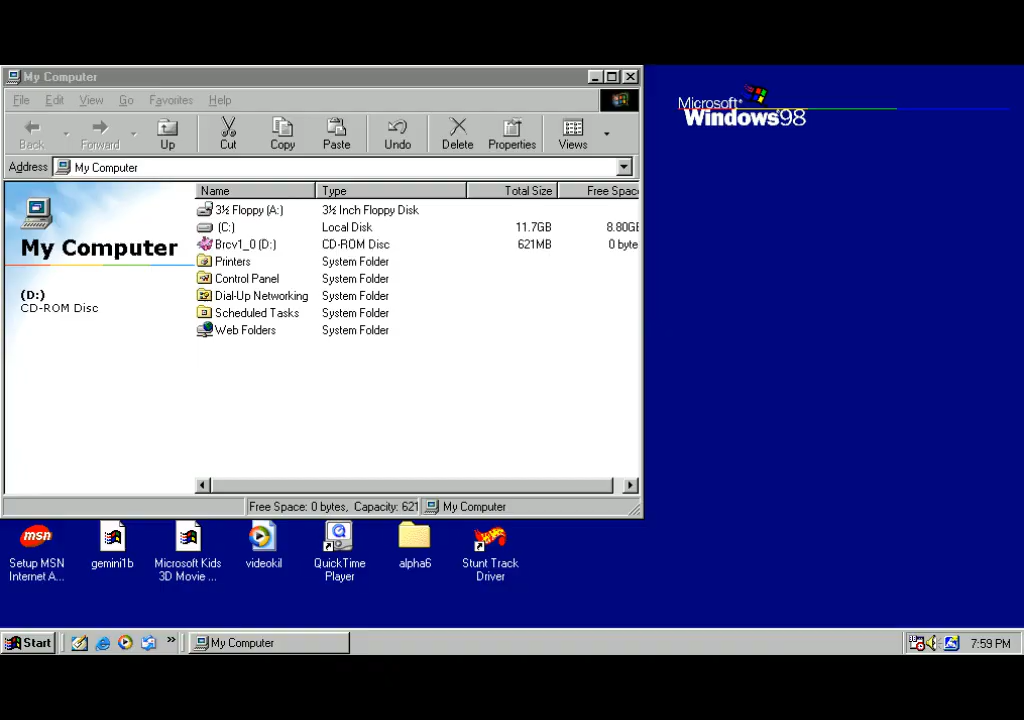 My Computer
File Edit View Go Favorites Help
Back Forward Up Cut Copy Paste Undo Delete Properties Views
Address My Computer
Name Type Total Size Free Space
3½ Floppy (A:) 3½ Inch Floppy Disk
(C:) Local Disk 11.7GB 8.80GB
Brcv1_0 (D:) CD-ROM Disc 621MB 0 byte
Printers System Folder
Control Panel System Folder
Dial-Up Networking System Folder
Scheduled Tasks System Folder
Web Folders System Folder
My Computer
(D:)
CD-ROM Disc
Free Space: 0 bytes, Capacity: 621 My Computer
Microsoft®
Windows98
msn
Setup MSN
Internet A...
gemini1b
Microsoft Kids
3D Movie ...
videokil
QuickTime
Player
alpha6
Stunt Track
Driver
Start » My Computer 7:59 PM